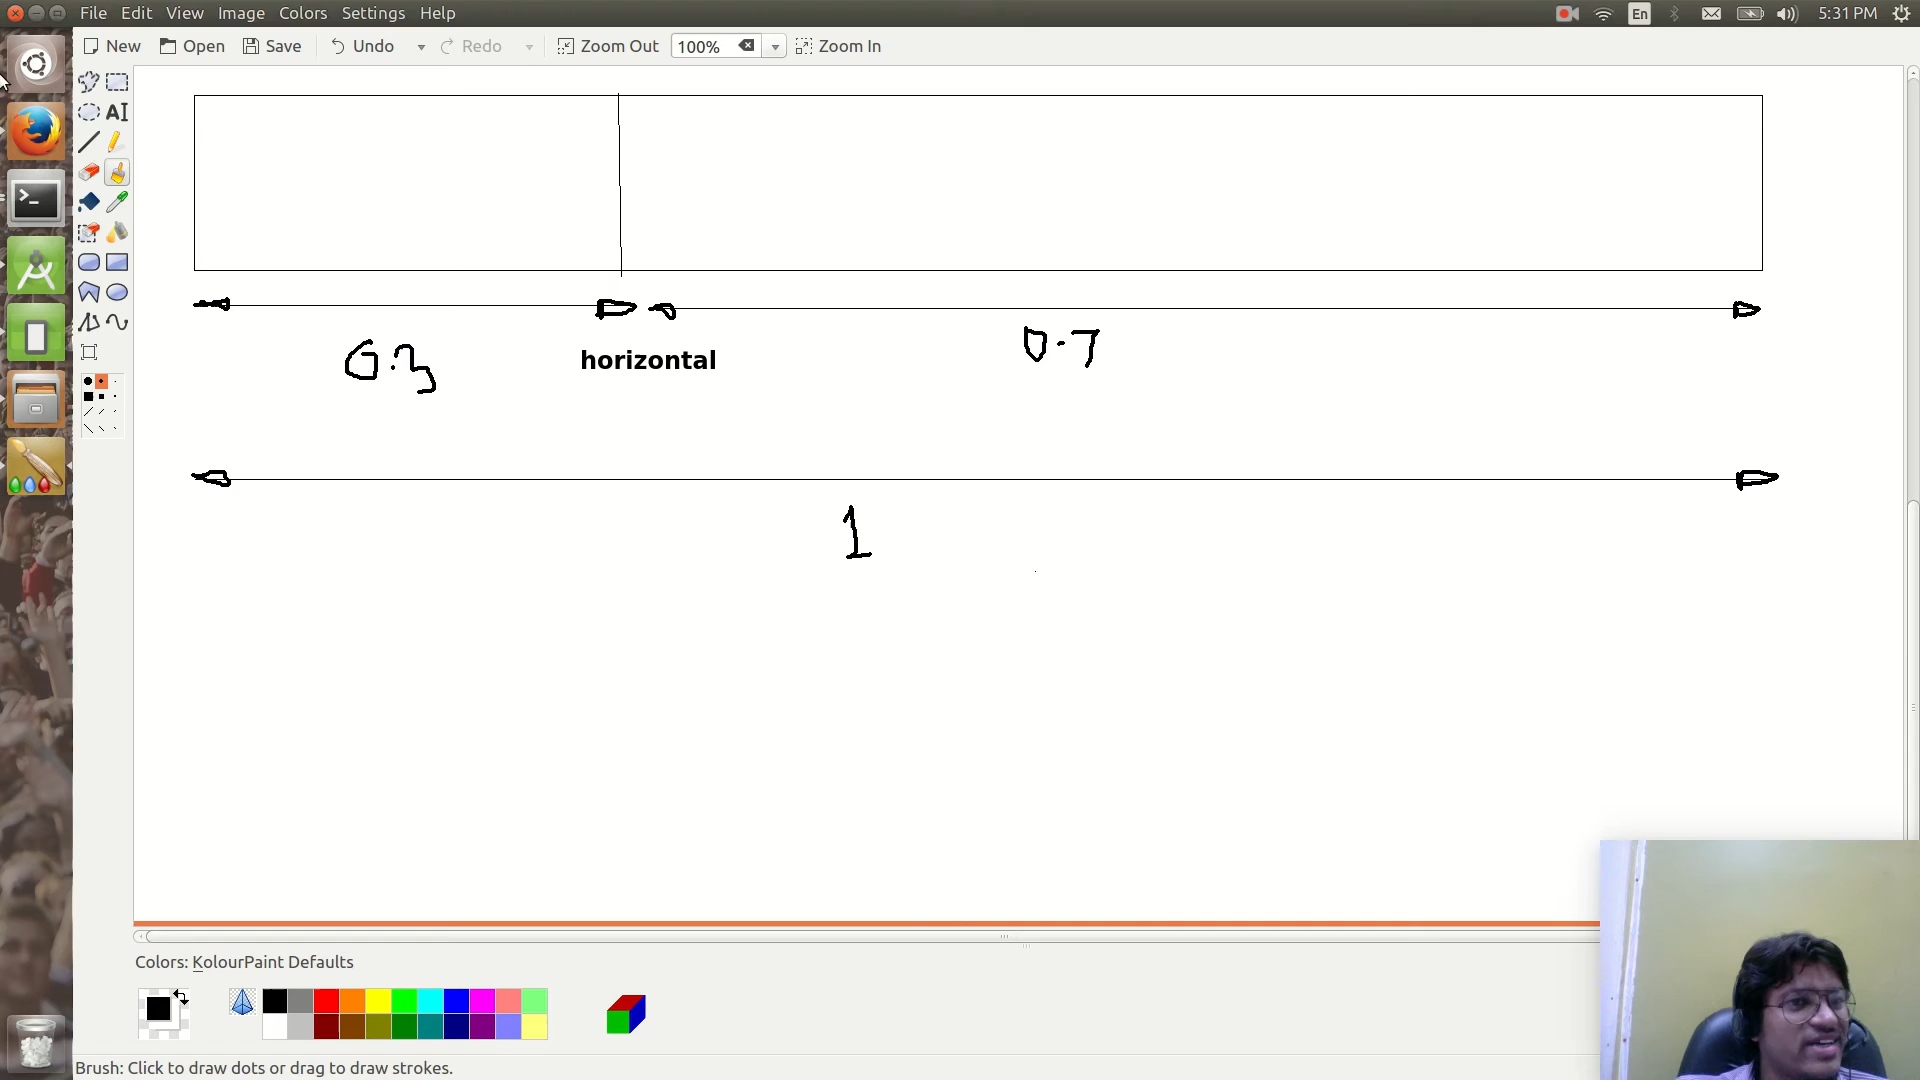 File Edit View Image Colors Settings Help
En 5:31 PM
New Open Save Undo Redo Zoom Out 100% Zoom In
AI
>_
0.3 horizontal 0.7
1
Colors: KolourPaint Defaults
Brush: Click to draw dots or drag to draw strokes.